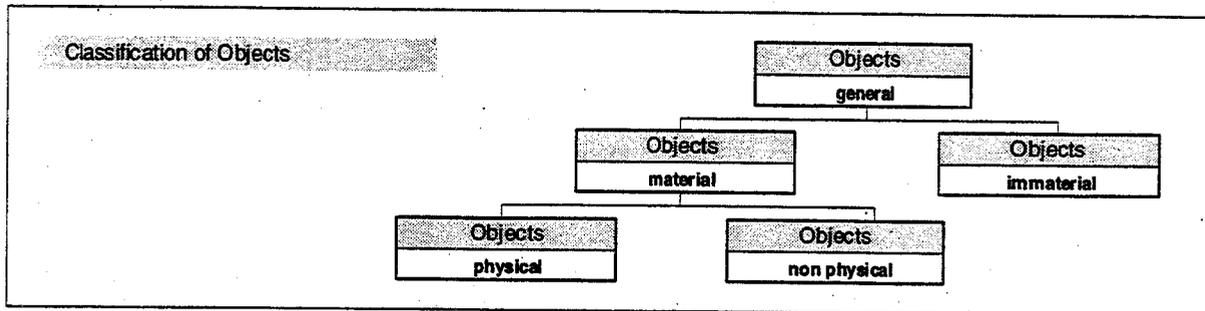 Classification of Objects
Objects
general
Objects
material
Objects
immaterial
Objects
physical
Objects
non physical